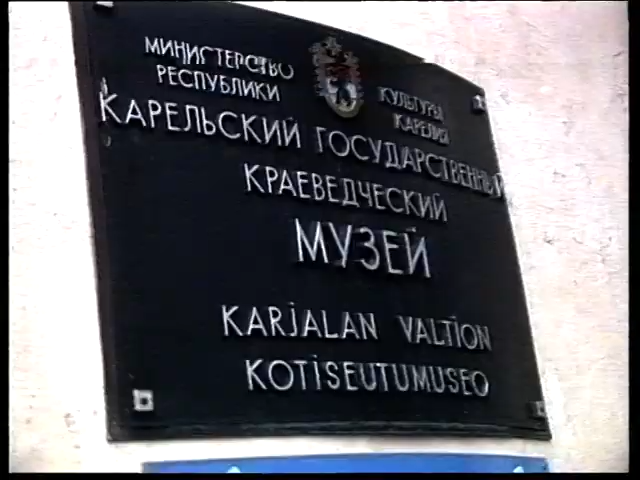 МИНИСТЕРСТВО КУЛЬТУРЫ
РЕСПУБЛИКИ КАРЕЛИЯ
КАРЕЛЬСКИЙ ГОСУДАРСТВЕННЫЙ
КРАЕВЕДЧЕСКИЙ
МУЗЕЙ
KARJALAN VALTION
KOTISEUTUMUSEO